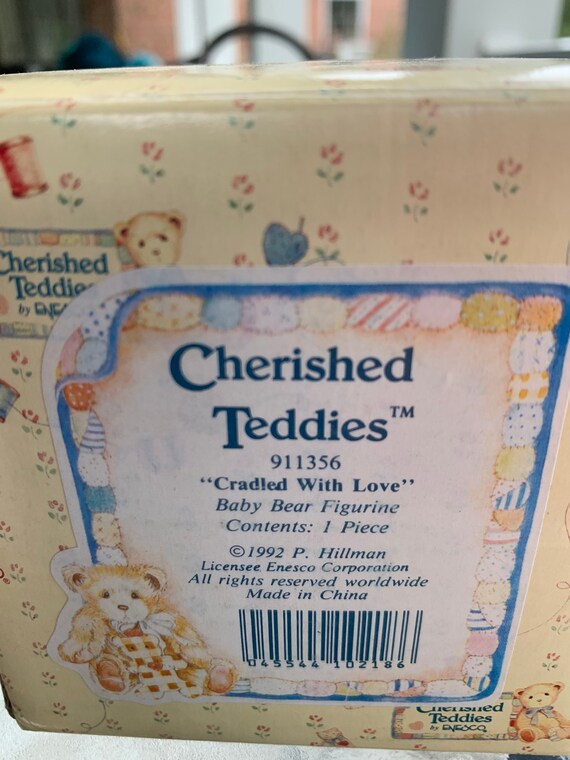 Cherished
Teddies
by
Cherished
Teddies™
911356
"Cradled With Love"
Baby Bear Figurine
Contents: 1 Piece
©1992 P. Hillman
Licensee Enesco Corporation
All rights reserved worldwide
Made in China
045544 102186
Cherished
Teddies
by ENESCO